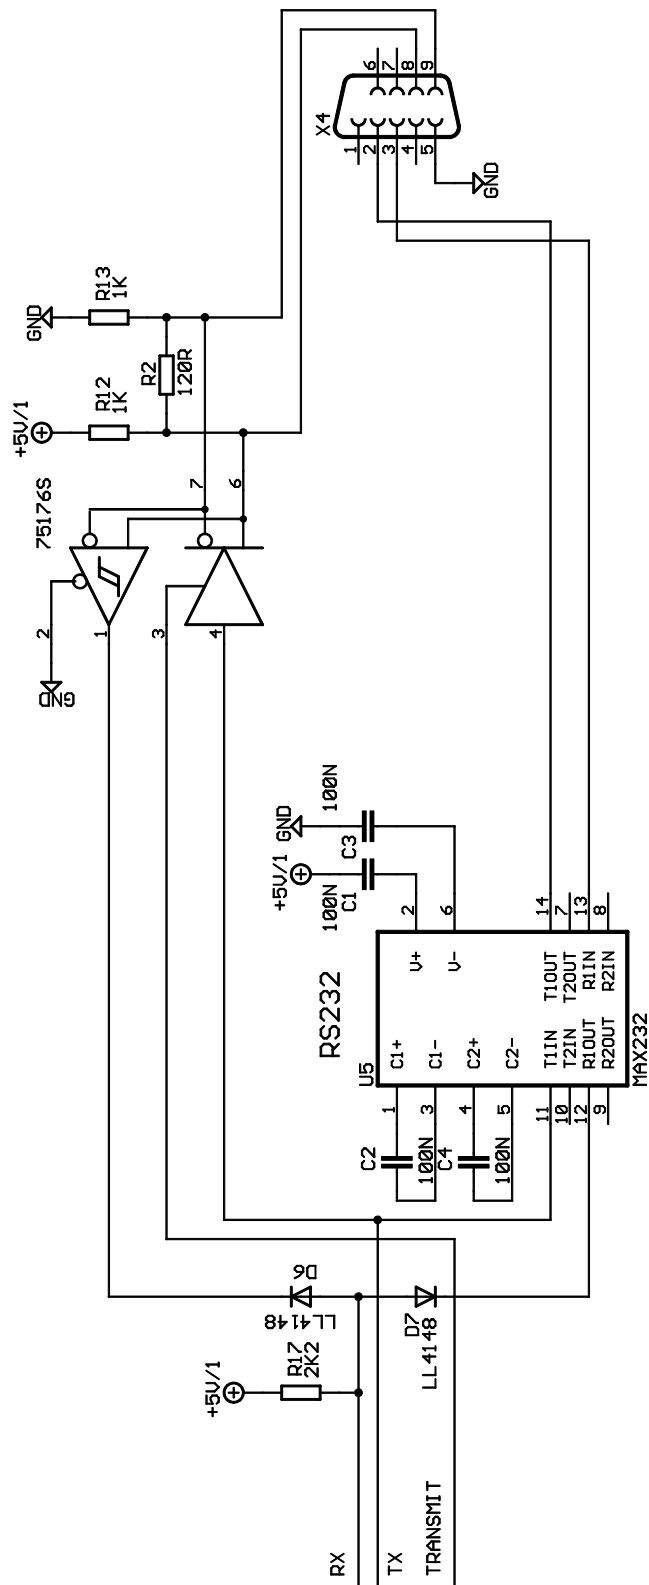 6
7
8
9
X4
1
2
3
4
5
GND
GND
R13
1K
R2
120R
R12
1K
+5V/1
75176S
7
6
2
1
3
4
GND
GND
100N
C3
+5V/1
100N
C1
2
6
14
7
13
8
RS232
U5
V+
V-
T1OUT
T2OUT
R1IN
R2IN
C1+
C1-
C2+
C2-
T1IN
T2IN
R1OUT
R2OUT
MAX232
1
3
4
5
11
10
12
9
C2
100N
C4
100N
D6
LL4148
D7
LL4148
R17
2K2
+5V/1
RX
TX
TRANSMIT